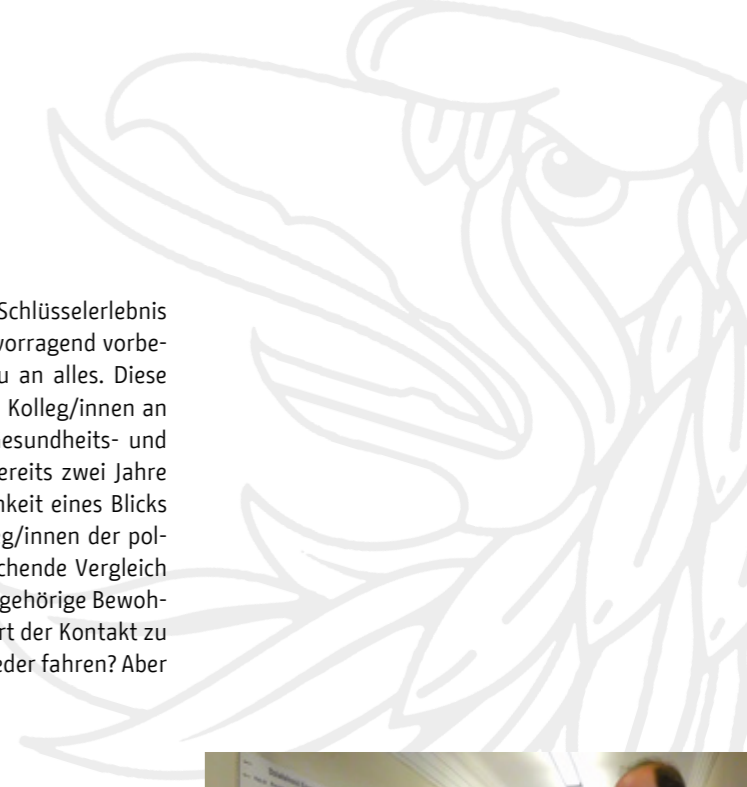 Schlüsselerlebnis
vorragend vorbe-
u an alles. Diese
Kolleg/innen an
esundheits- und
ereits zwei Jahre
keit eines Blicks
g/innen der pol-
chende Vergleich
gehörige Bewoh-
rt der Kontakt zu
eder fahren? Aber